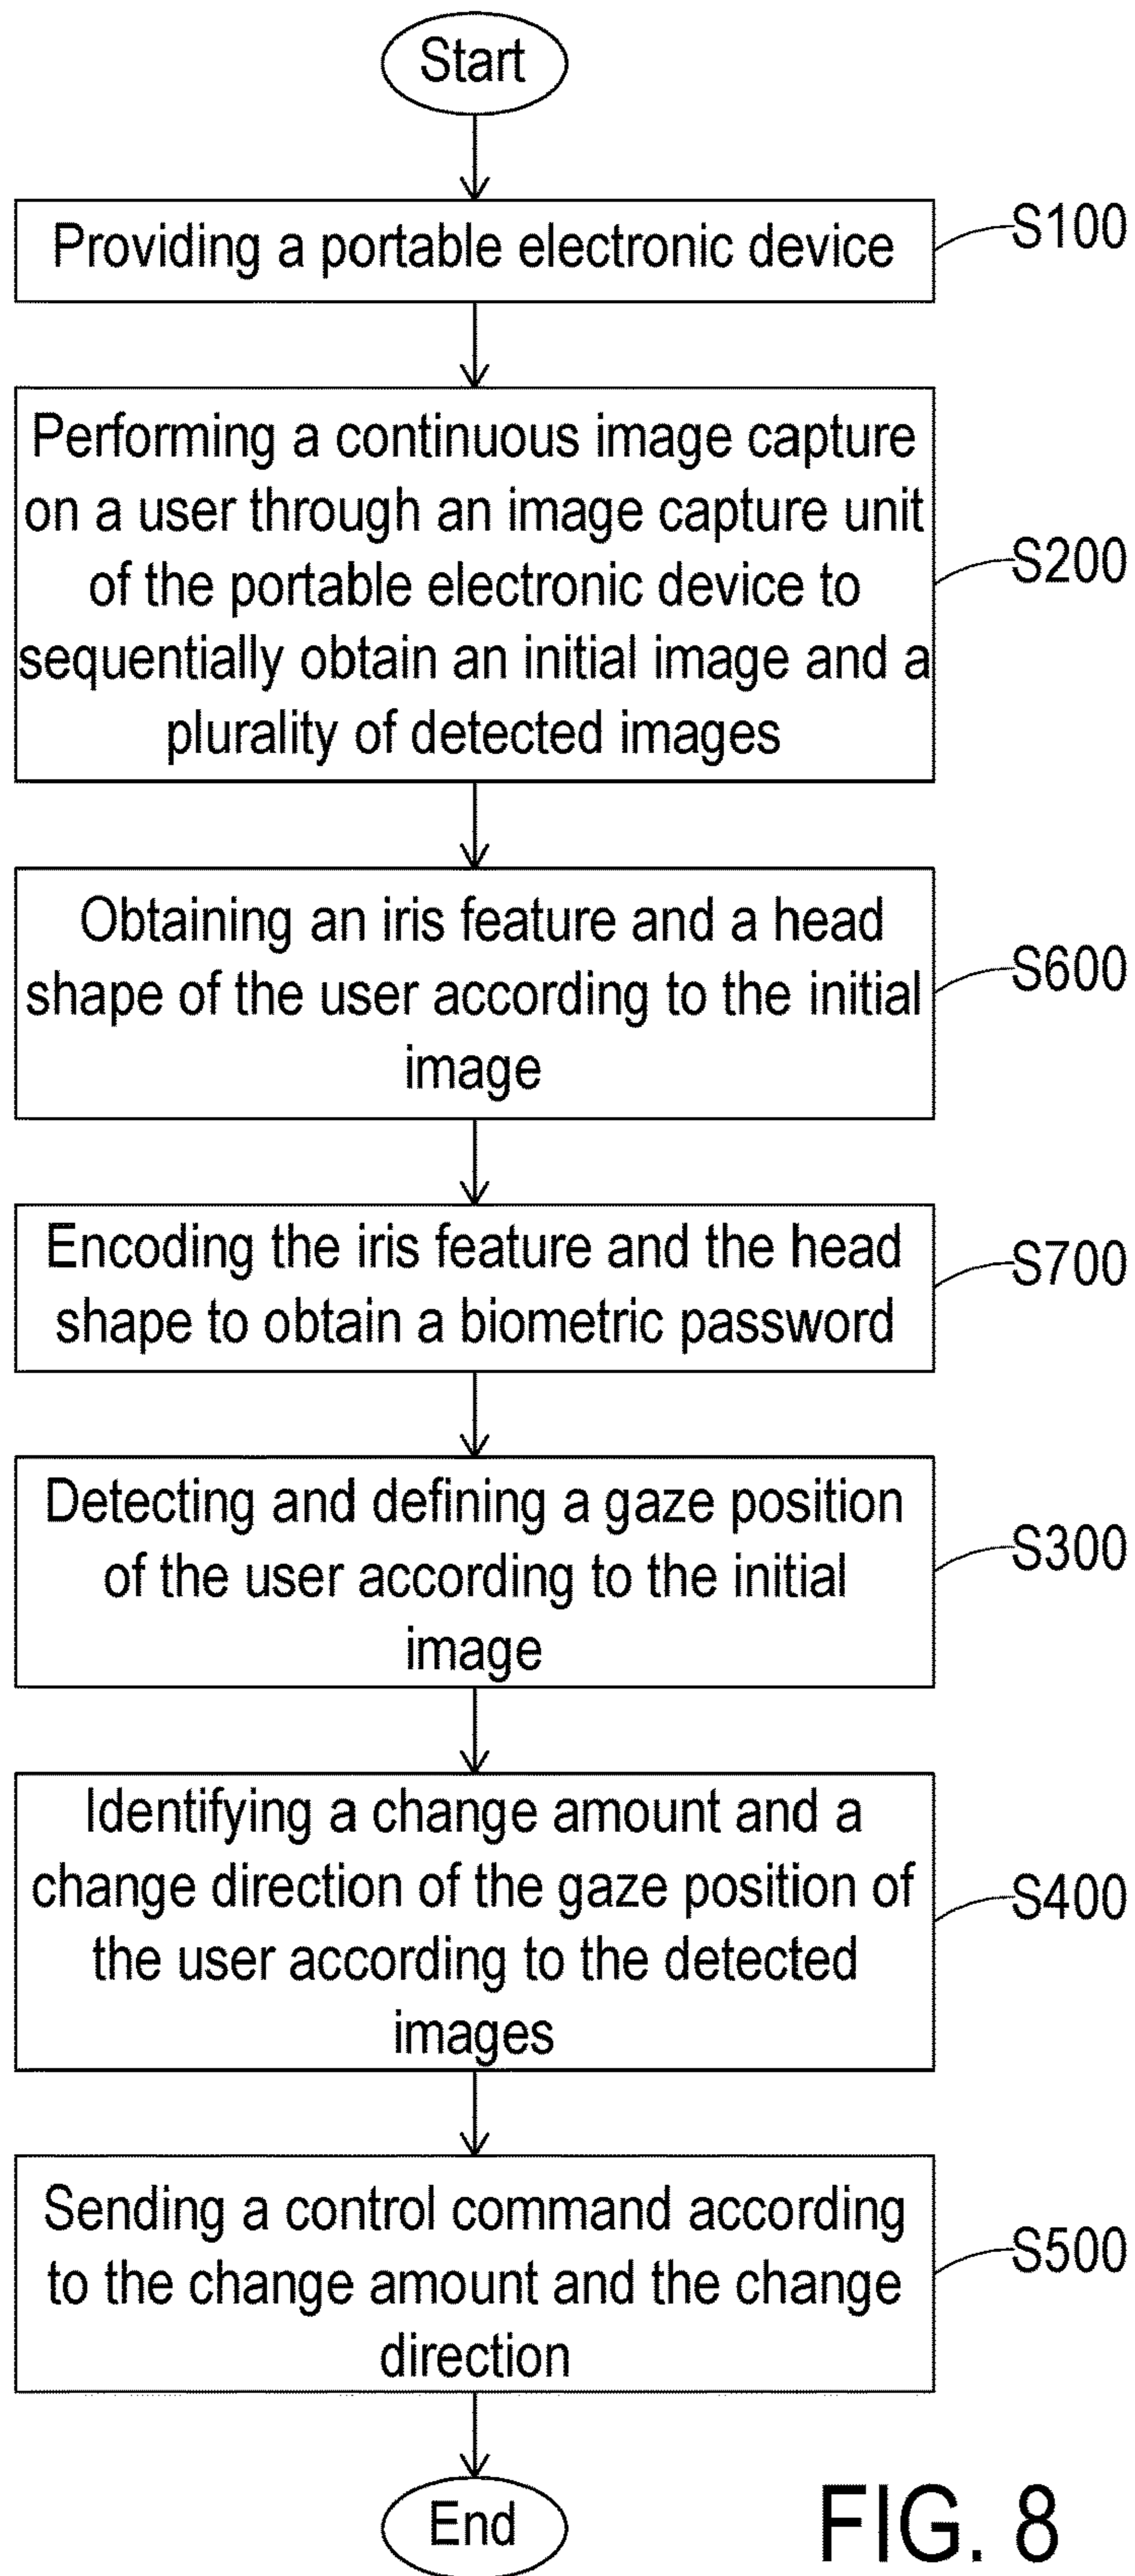 Start
Providing a portable electronic device
S100
Performing a continuous image capture
on a user through an image capture unit
of the portable electronic device to
sequentially obtain an initial image and a
plurality of detected images
S200
Obtaining an iris feature and a head
shape of the user according to the initial
image
S600
Encoding the iris feature and the head
shape to obtain a biometric password
S700
Detecting and defining a gaze position
of the user according to the initial
image
S300
Identifying a change amount and a
change direction of the gaze position of
the user according to the detected
images
S400
Sending a control command according
to the change amount and the change
direction
S500
End
FIG. 8